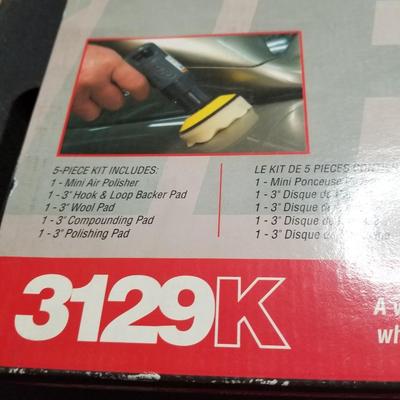 5-PIECE KIT INCLUDES:
1 - Mini Air Polisher
1 - 3" Hook & Loop Backer Pad
1 - 3" Wool Pad
1 - 3" Compounding Pad
1 - 3" Polishing Pad
LE KIT DE 5 PIECES
1 - Mini Ponceuse
1 - 3" Disque de
1 - 3" Disque
1 - 3" Disque de
1 - 3" Disque
3129K